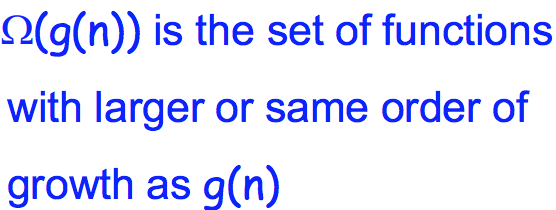 Ω(g(n)) is the set of functions
with larger or same order of
growth as g(n)